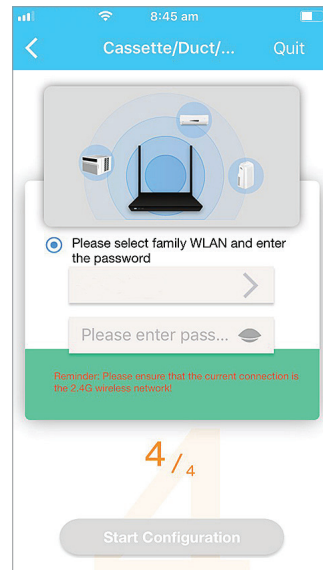 8:45 am
Cassette/Duct/... Quit
Please select family WLAN and enter
the password
Please enter pass...
Reminder: Please ensure that the current connection is
the 2.4G wireless network!
4/4
Start Configuration